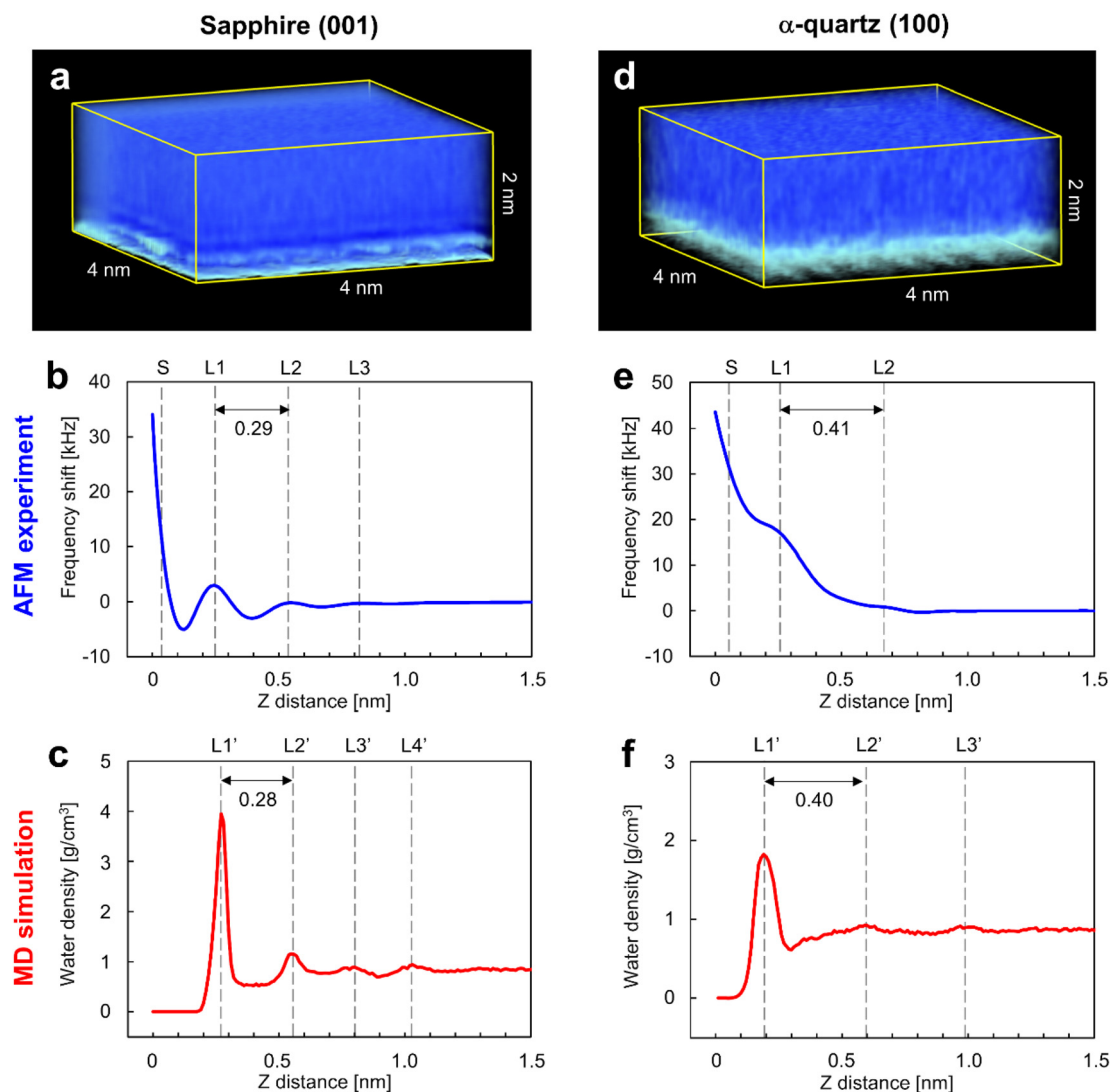 Sapphire (001)
α-quartz (100)
a
2 nm
4 nm
4 nm
d
2 nm
4 nm
4 nm
AFM experiment
b
S L1 L2 L3
0.29
Frequency shift [kHz]
40
30
20
10
0
-10
0 0.5 1.0 1.5
Z distance [nm]
e
S L1 L2
0.41
Frequency shift [kHz]
50
40
30
20
10
0
-10
0 0.5 1.0 1.5
Z distance [nm]
MD simulation
c
L1’ L2’ L3’ L4’
0.28
Water density [g/cm³]
5
4
3
2
1
0
0 0.5 1.0 1.5
Z distance [nm]
f
L1’ L2’ L3’
0.40
Water density [g/cm³]
3
2
1
0
0 0.5 1.0 1.5
Z distance [nm]